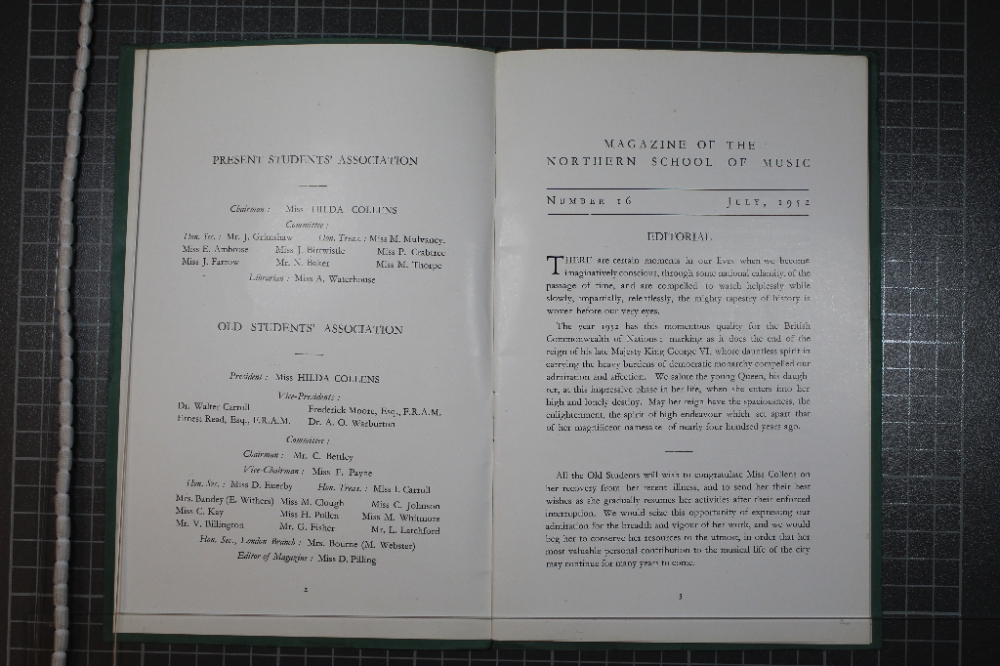 PRESENT STUDENTS' ASSOCIATION
Chairman : Miss HILDA COLLENS
Committee :
Hon. Sec. : Mr. J. Grimshaw Hon. Treas. : Miss M. Mulvaney
Miss E. Ambrose Miss J. Birtwistle Miss P. Crabtree
Miss J. Farrow Mr. N. Baker Miss M. Thorpe
Librarian : Miss A. Waterhouse
OLD STUDENTS' ASSOCIATION
President : Miss HILDA COLLENS
Vice-Presidents :
Dr. Walter Carroll Frederick Moore, Esq., F.R.A.M.
Ernest Read, Esq., F.R.A.M. Dr. A. O. Warburton
Committee :
Chairman : Mr. C. Bettley
Vice-Chairman : Miss F. Payne
Hon. Sec. : Miss D. Exerby Hon. Treas. : Miss I. Carroll
Mrs. Bandey (E. Withers) Miss M. Clough Miss C. Johnson
Miss C. Kay Miss H. Pullen Miss M. Whitmore
Mr. V. Billington Mr. G. Fisher Mr. L. Latchford
Hon. Sec., London Branch : Mrs. Bourne (M. Webster)
Editor of Magazine : Miss D. Pilling
2
MAGAZINE OF THE
NORTHERN SCHOOL OF MUSIC
NUMBER 16 JULY, 1952
EDITORIAL
THERE are certain moments in our lives when we become
imaginatively conscious, through some national calamity, of the
passage of time, and are compelled to watch helplessly while
slowly, impartially, relentlessly, the mighty tapestry of history is
woven before our very eyes.
The year 1952 has this momentous quality for the British
Commonwealth of Nations ; marking as it does the end of the
reign of his late Majesty King George VI, whose dauntless spirit in
carrying the heavy burdens of democratic monarchy compelled our
admiration and affection. We salute the young Queen, his daugh-
ter, at this impressive phase in her life, when she enters into her
high and lonely destiny. May her reign have the spaciousness, the
enlightenment, the spirit of high endeavour which set apart that
of her magnificent namesake of nearly four hundred years ago.
All the Old Students will wish to congratulate Miss Collens on
her recovery from her recent illness, and to send her their best
wishes as she gradually resumes her activities after their enforced
interruption. We would seize this opportunity of expressing our
admiration for the breadth and vigour of her work, and we would
beg her to conserve her resources to the utmost, in order that her
most valuable personal contribution to the musical life of the city
may continue for many years to come.
3